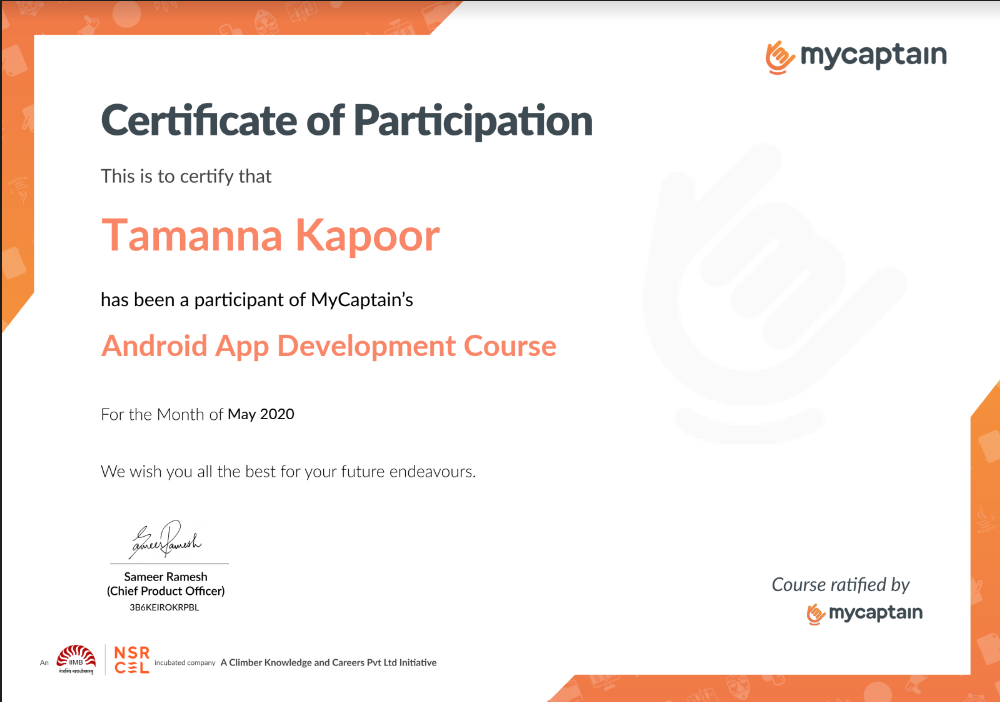 mycaptain
Certificate of Participation
This is to certify that
Tamanna Kapoor
has been a participant of MyCaptain's
Android App Development Course
For the Month of May 2020
We wish you all the best for your future endeavours.
Sameer Ramesh
Sameer Ramesh
(Chief Product Officer)
3B6KEIROKRPBL
Course ratified by
mycaptain
An IIMB NSRCEL incubated company A Climber Knowledge and Careers Pvt Ltd Initiative